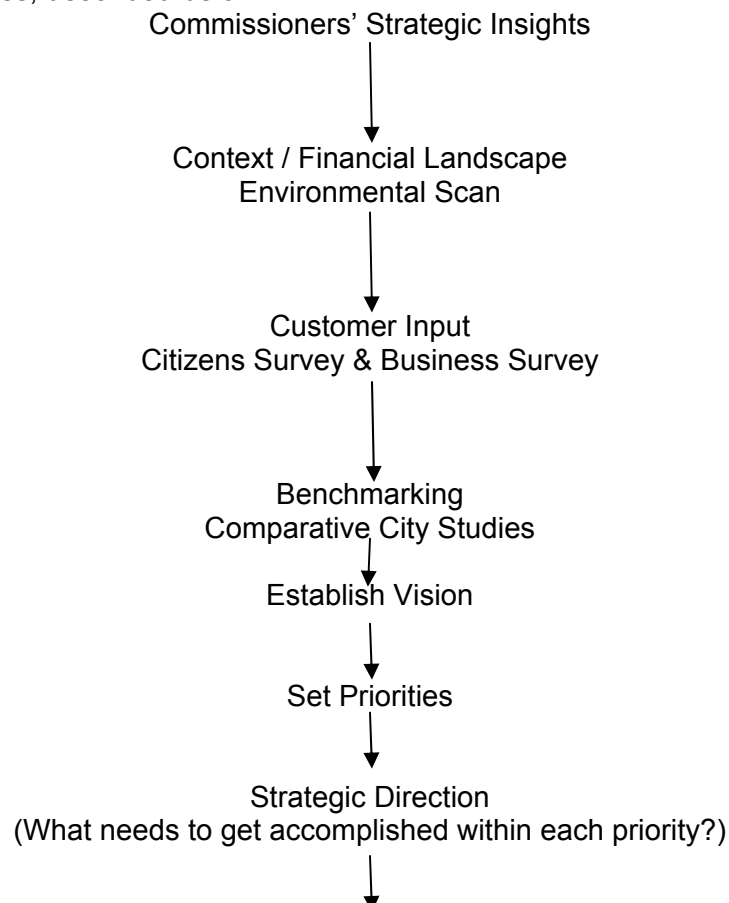 Commissioners’ Strategic Insights
Context / Financial Landscape
Environmental Scan
Customer Input
Citizens Survey & Business Survey
Benchmarking
Comparative City Studies
Establish Vision
Set Priorities
Strategic Direction
(What needs to get accomplished within each priority?)